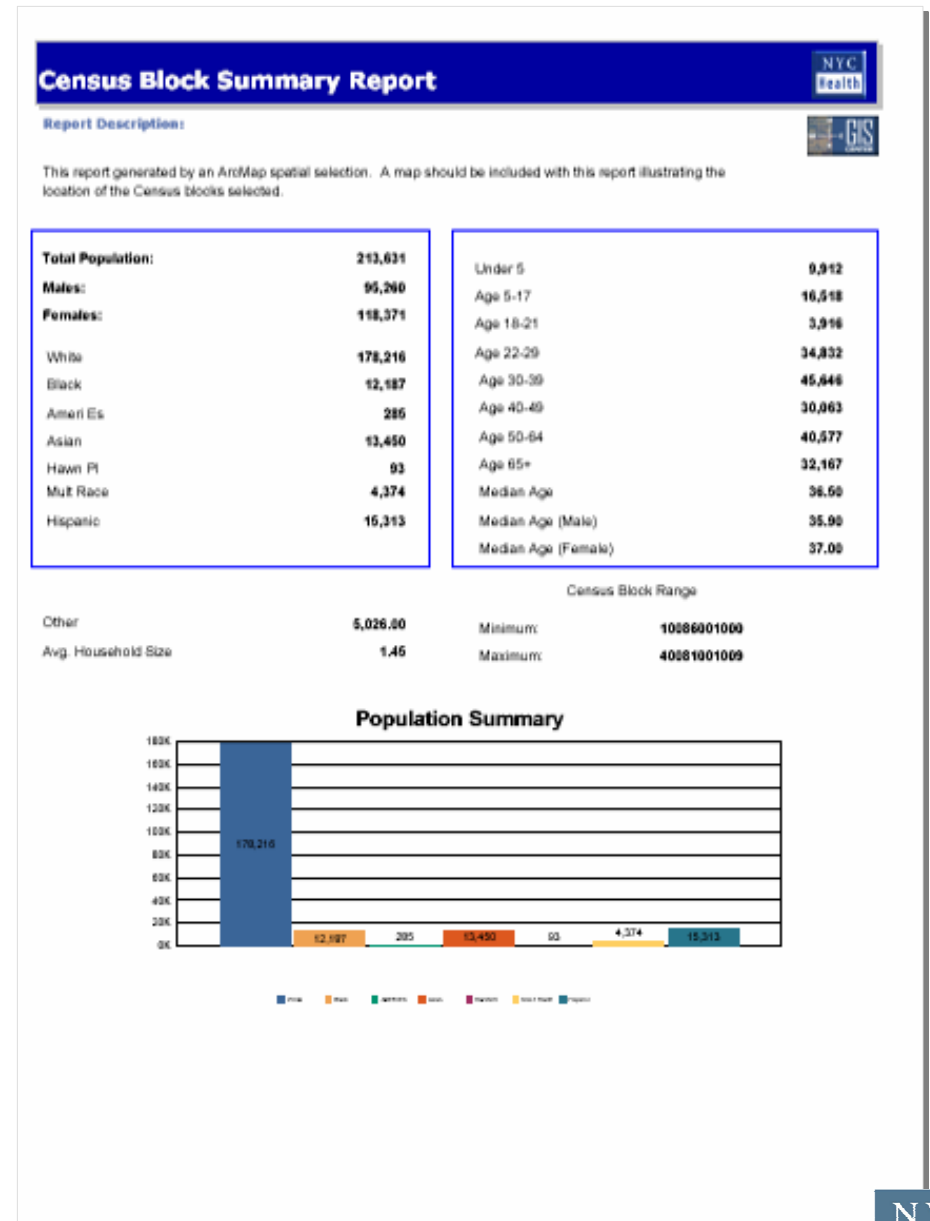 Census Block Summary Report
NYC
Health
Report Description:
GIS
CENTER
This report generated by an ArcMap spatial selection. A map should be included with this report illustrating the
location of the Census blocks selected.
Total Population: 213,631
Males: 95,260
Females: 118,371
White 178,216
Black 12,187
Ameri Es 285
Asian 13,450
Hawn PI 93
Mult Race 4,374
Hispanic 15,313
Under 5 9,912
Age 5-17 16,518
Age 18-21 3,916
Age 22-29 34,832
Age 30-39 45,646
Age 40-49 30,063
Age 50-64 40,577
Age 65+ 32,167
Median Age 36.50
Median Age (Male) 35.90
Median Age (Female) 37.00
Other 5,026.00
Avg. Household Size 1.45
Census Block Range
Minimum: 10086001000
Maximum: 40081001009
Population Summary
180K
160K
140K
120K
100K
80K
60K
40K
20K
0K
178,216
12,187
285
13,450
93
4,374
15,313